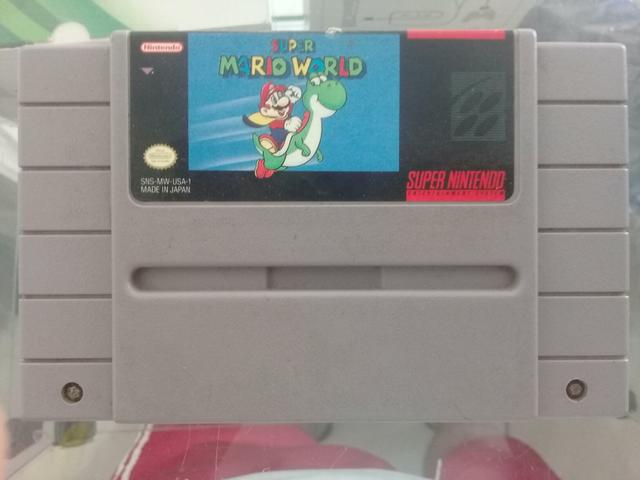 Nintendo
SUPER
MARIO WORLD
SNS-MW-USA-1
MADE IN JAPAN
SUPER NINTENDO
ENTERTAINMENT SYSTEM